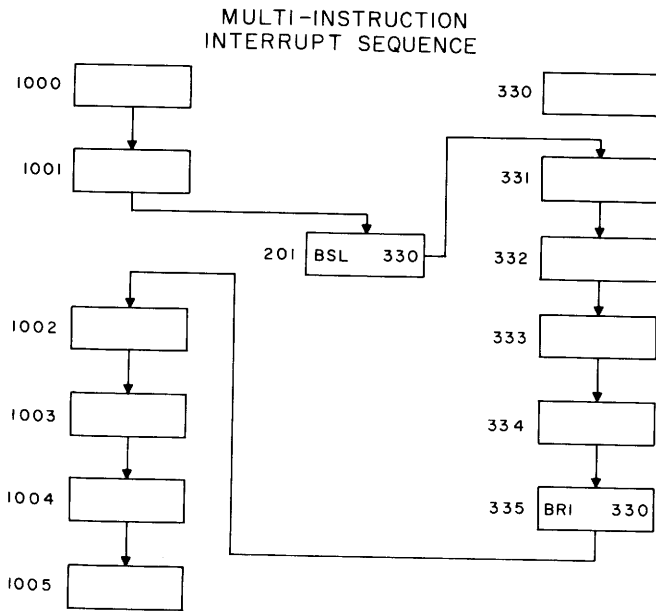 MULTI-INSTRUCTION
INTERRUPT SEQUENCE
1000
330
1001
331
201 BSL 330
332
1002
333
1003
334
1004
335 BRI 330
1005